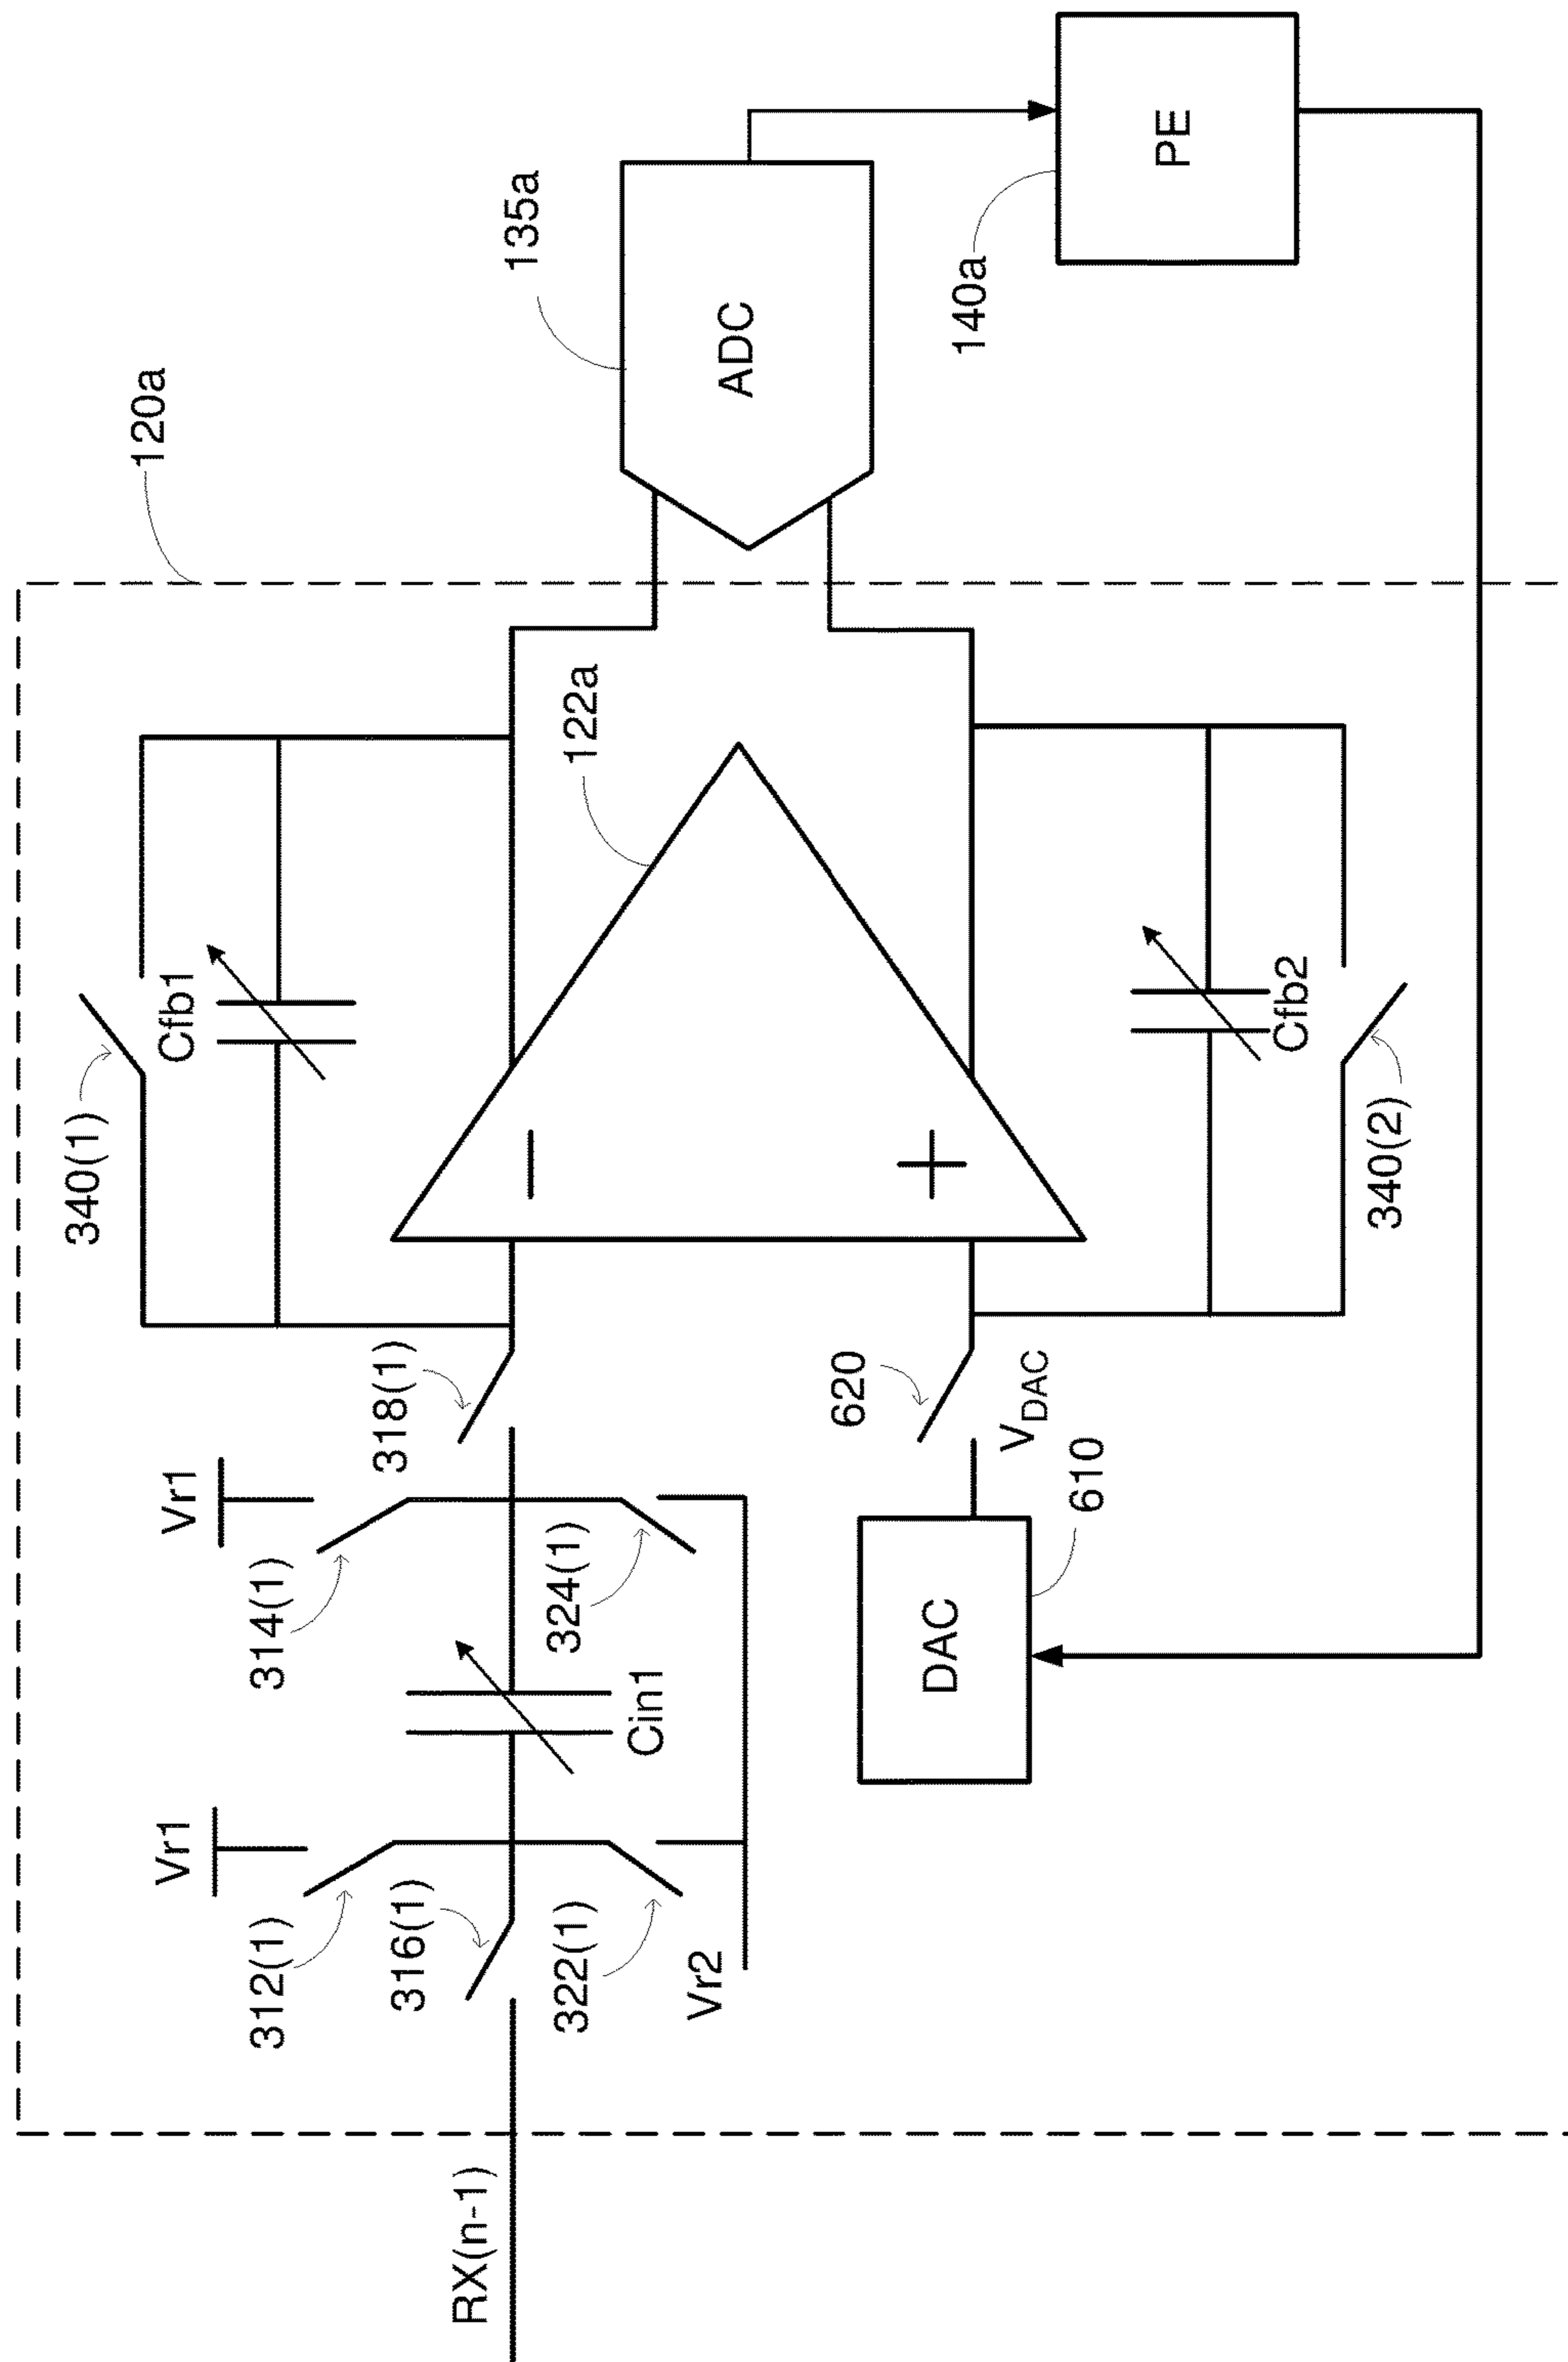 120a
340(1)
Cfb1
Vr1
Vr1
312(1)
314(1)
318(1)
316(1)
RX(n-1)
Cin1
322(1)
324(1)
Vr2
−
+
122a
135a
ADC
620
V_DAC
DAC
610
Cfb2
340(2)
140a
PE